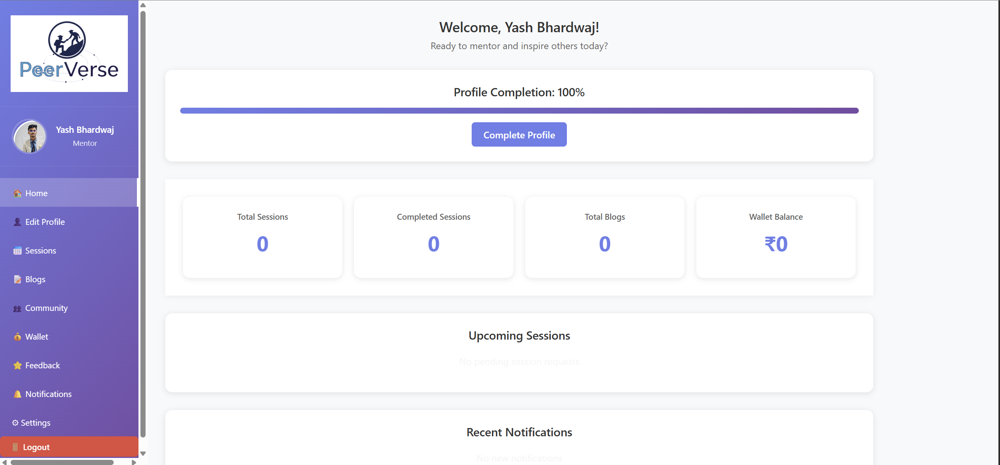 PeerVerse
Yash Bhardwaj
Mentor
Home
Edit Profile
Sessions
Blogs
Community
Wallet
Feedback
Notifications
Settings
Logout
Welcome, Yash Bhardwaj!
Ready to mentor and inspire others today?
Profile Completion: 100%
Complete Profile
Total Sessions
0
Completed Sessions
0
Total Blogs
0
Wallet Balance
₹0
Upcoming Sessions
No pending session requests
Recent Notifications
No new notifications